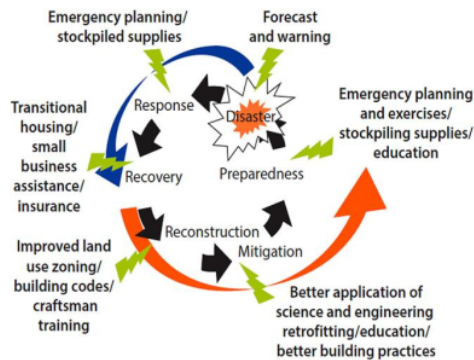 Emergency planning/
stockpiled supplies
Forecast
and warning
Response
Disaster
Emergency planning
and exercises/
stockpiling supplies/
education
Transitional
housing/
small
business
assistance/
insurance
Recovery
Preparedness
Reconstruction
Mitigation
Improved land
use zoning/
building codes/
craftsman
training
Better application of
science and engineering
retrofitting/education/
better building practices